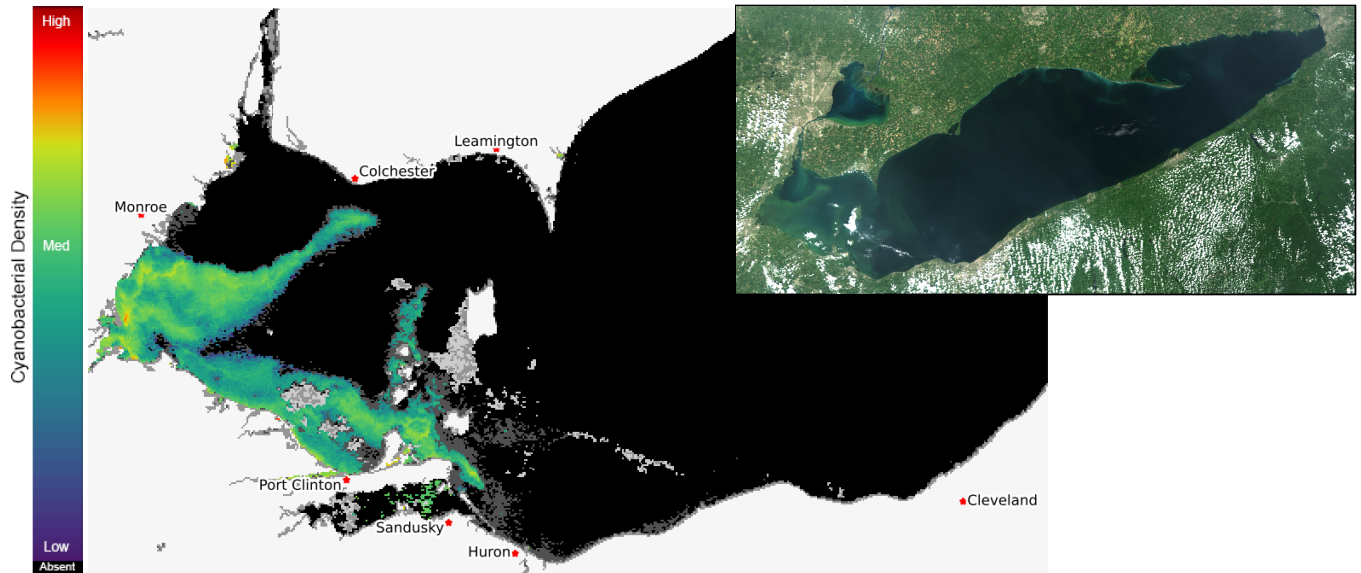 High
Cyanobacterial Density
Med
Low
Absent
Leamington
Colchester
Monroe
Port Clinton
Sandusky
Huron
Cleveland